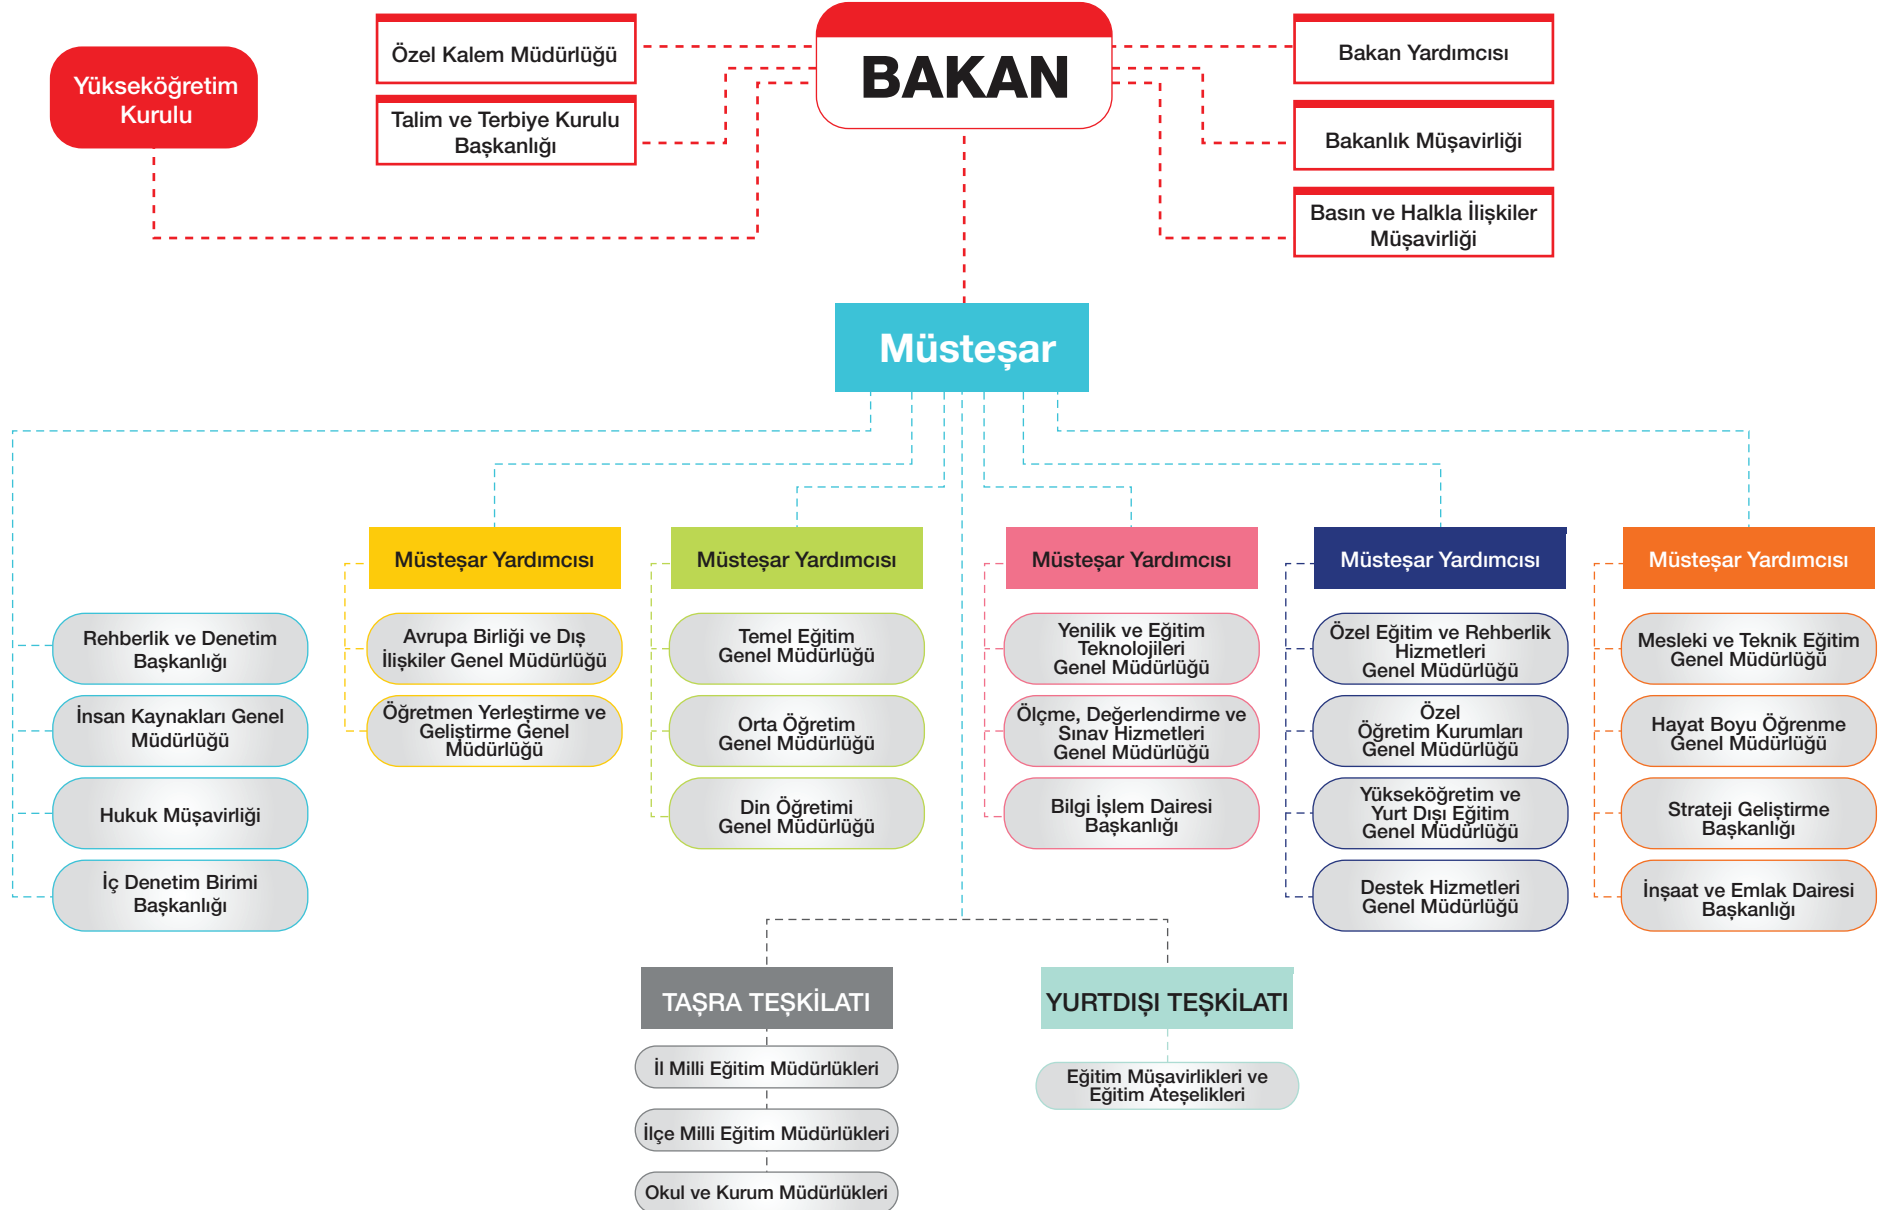 BAKAN
Yükseköğretim
Kurulu
Özel Kalem Müdürlüğü
Talim ve Terbiye Kurulu
Başkanlığı
Bakan Yardımcısı
Bakanlık Müşavirliği
Basın ve Halkla İlişkiler
Müşavirliği
Müsteşar
Rehberlik ve Denetim
Başkanlığı
İnsan Kaynakları Genel
Müdürlüğü
Hukuk Müşavirliği
İç Denetim Birimi
Başkanlığı
Müsteşar Yardımcısı
Avrupa Birliği ve Dış
İlişkiler Genel Müdürlüğü
Öğretmen Yerleştirme ve
Geliştirme Genel
Müdürlüğü
Müsteşar Yardımcısı
Temel Eğitim
Genel Müdürlüğü
Orta Öğretim
Genel Müdürlüğü
Din Öğretimi
Genel Müdürlüğü
Müsteşar Yardımcısı
Yenilik ve Eğitim
Teknolojileri
Genel Müdürlüğü
Ölçme, Değerlendirme ve
Sınav Hizmetleri
Genel Müdürlüğü
Bilgi İşlem Dairesi
Başkanlığı
Müsteşar Yardımcısı
Özel Eğitim ve Rehberlik
Hizmetleri
Genel Müdürlüğü
Özel
Öğretim Kurumları
Genel Müdürlüğü
Yükseköğretim ve
Yurt Dışı Eğitim
Genel Müdürlüğü
Destek Hizmetleri
Genel Müdürlüğü
Müsteşar Yardımcısı
Mesleki ve Teknik Eğitim
Genel Müdürlüğü
Hayat Boyu Öğrenme
Genel Müdürlüğü
Strateji Geliştirme
Başkanlığı
İnşaat ve Emlak Dairesi
Başkanlığı
TAŞRA TEŞKİLATI
İl Milli Eğitim Müdürlükleri
İlçe Milli Eğitim Müdürlükleri
Okul ve Kurum Müdürlükleri
YURTDIŞI TEŞKİLATI
Eğitim Müşavirlikleri ve
Eğitim Ateşelikleri